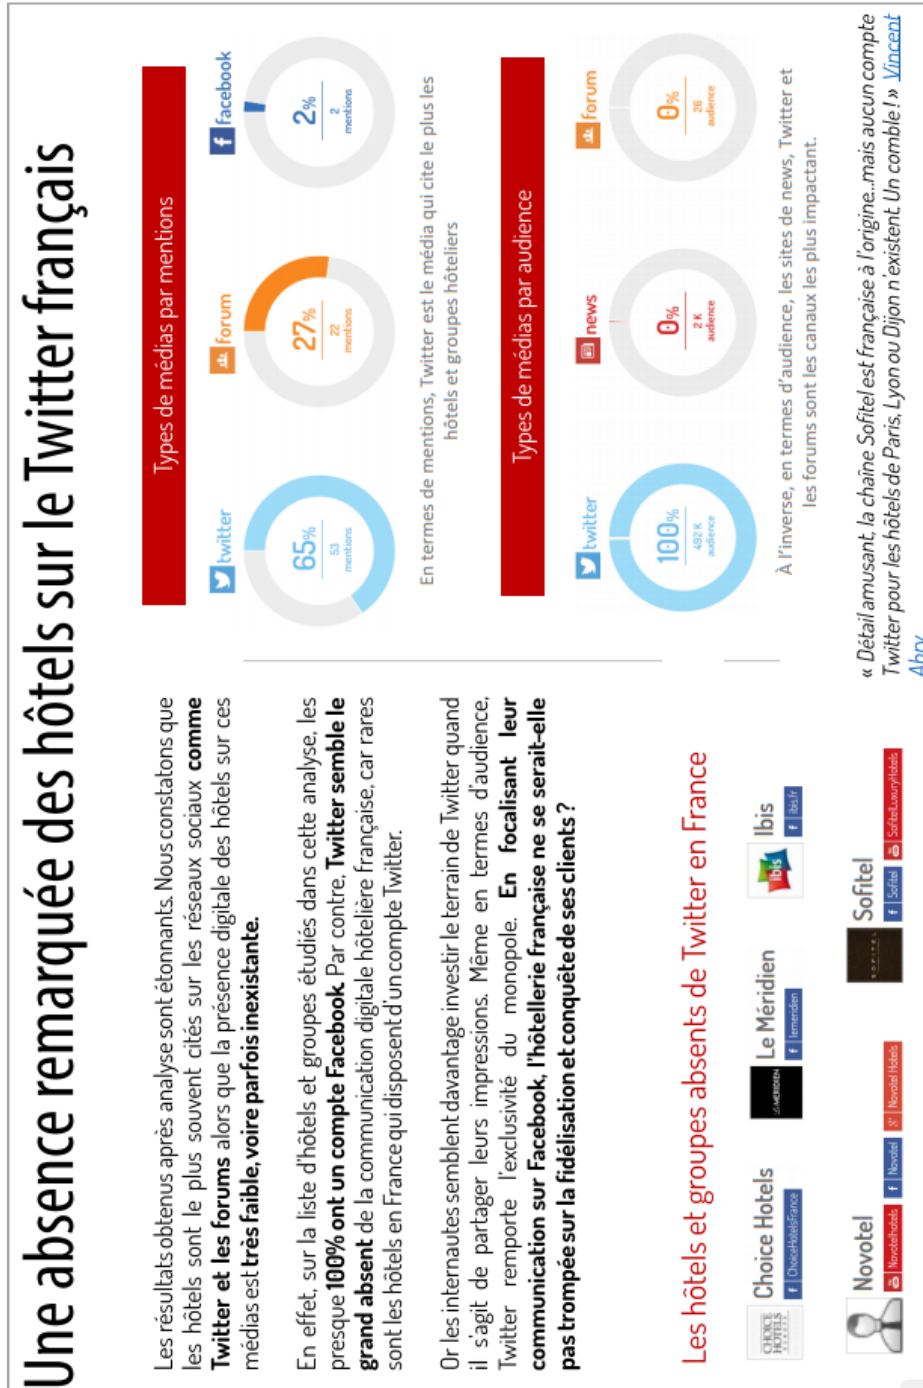 Une absence remarquée des hôtels sur le Twitter français
Les résultats obtenus après analyse sont étonnants. Nous constatons que
les hôtels sont le plus souvent cités sur les réseaux sociaux comme
Twitter et les forums alors que la présence digitale des hôtels sur ces
médias est très faible, voire parfois inexistante.
En effet, sur la liste d'hôtels et groupes étudiés dans cette analyse, les
presque 100% ont un compte Facebook. Par contre, Twitter semble le
grand absent de la communication digitale hôtelière française, car rares
sont les hôtels en France qui disposent d'un compte Twitter.
Or les internautes semblent davantage investir le terrain de Twitter quand
il s'agit de partager leurs impressions. Même en termes d'audience,
Twitter remporte l'exclusivité du monopole. En focalisant leur
communication sur Facebook, l'hôtellerie française ne se serait-elle
pas trompée sur la fidélisation et conquête de ses clients ?
Les hôtels et groupes absents de Twitter en France
CHOICE HOTELS
Choice Hotels
f ChoiceHotelsFrance
LE MERIDIEN
Le Méridien
f lemeridien
ibis
Ibis
f ibis.fr
Novotel
Novotelhotels
f Novotel
g+ Novotel Hotels
SOFITEL
Sofitel
f Sofitel
SofitelLuxuryHotels
Types de médias par mentions
twitter
65%
53
mentions
forum
27%
22
mentions
f facebook
2%
2
mentions
En termes de mentions, Twitter est le média qui cite le plus les
hôtels et groupes hôteliers
Types de médias par audience
twitter
100%
492 K
audience
news
0%
2 K
audience
forum
0%
26
audience
À l'inverse, en termes d'audience, les sites de news, Twitter et
les forums sont les canaux les plus impactant.
« Détail amusant, la chaîne Sofitel est française à l'origine...mais aucun compte
Twitter pour les hôtels de Paris, Lyon ou Dijon n'existent. Un comble ! » Vincent
Abry